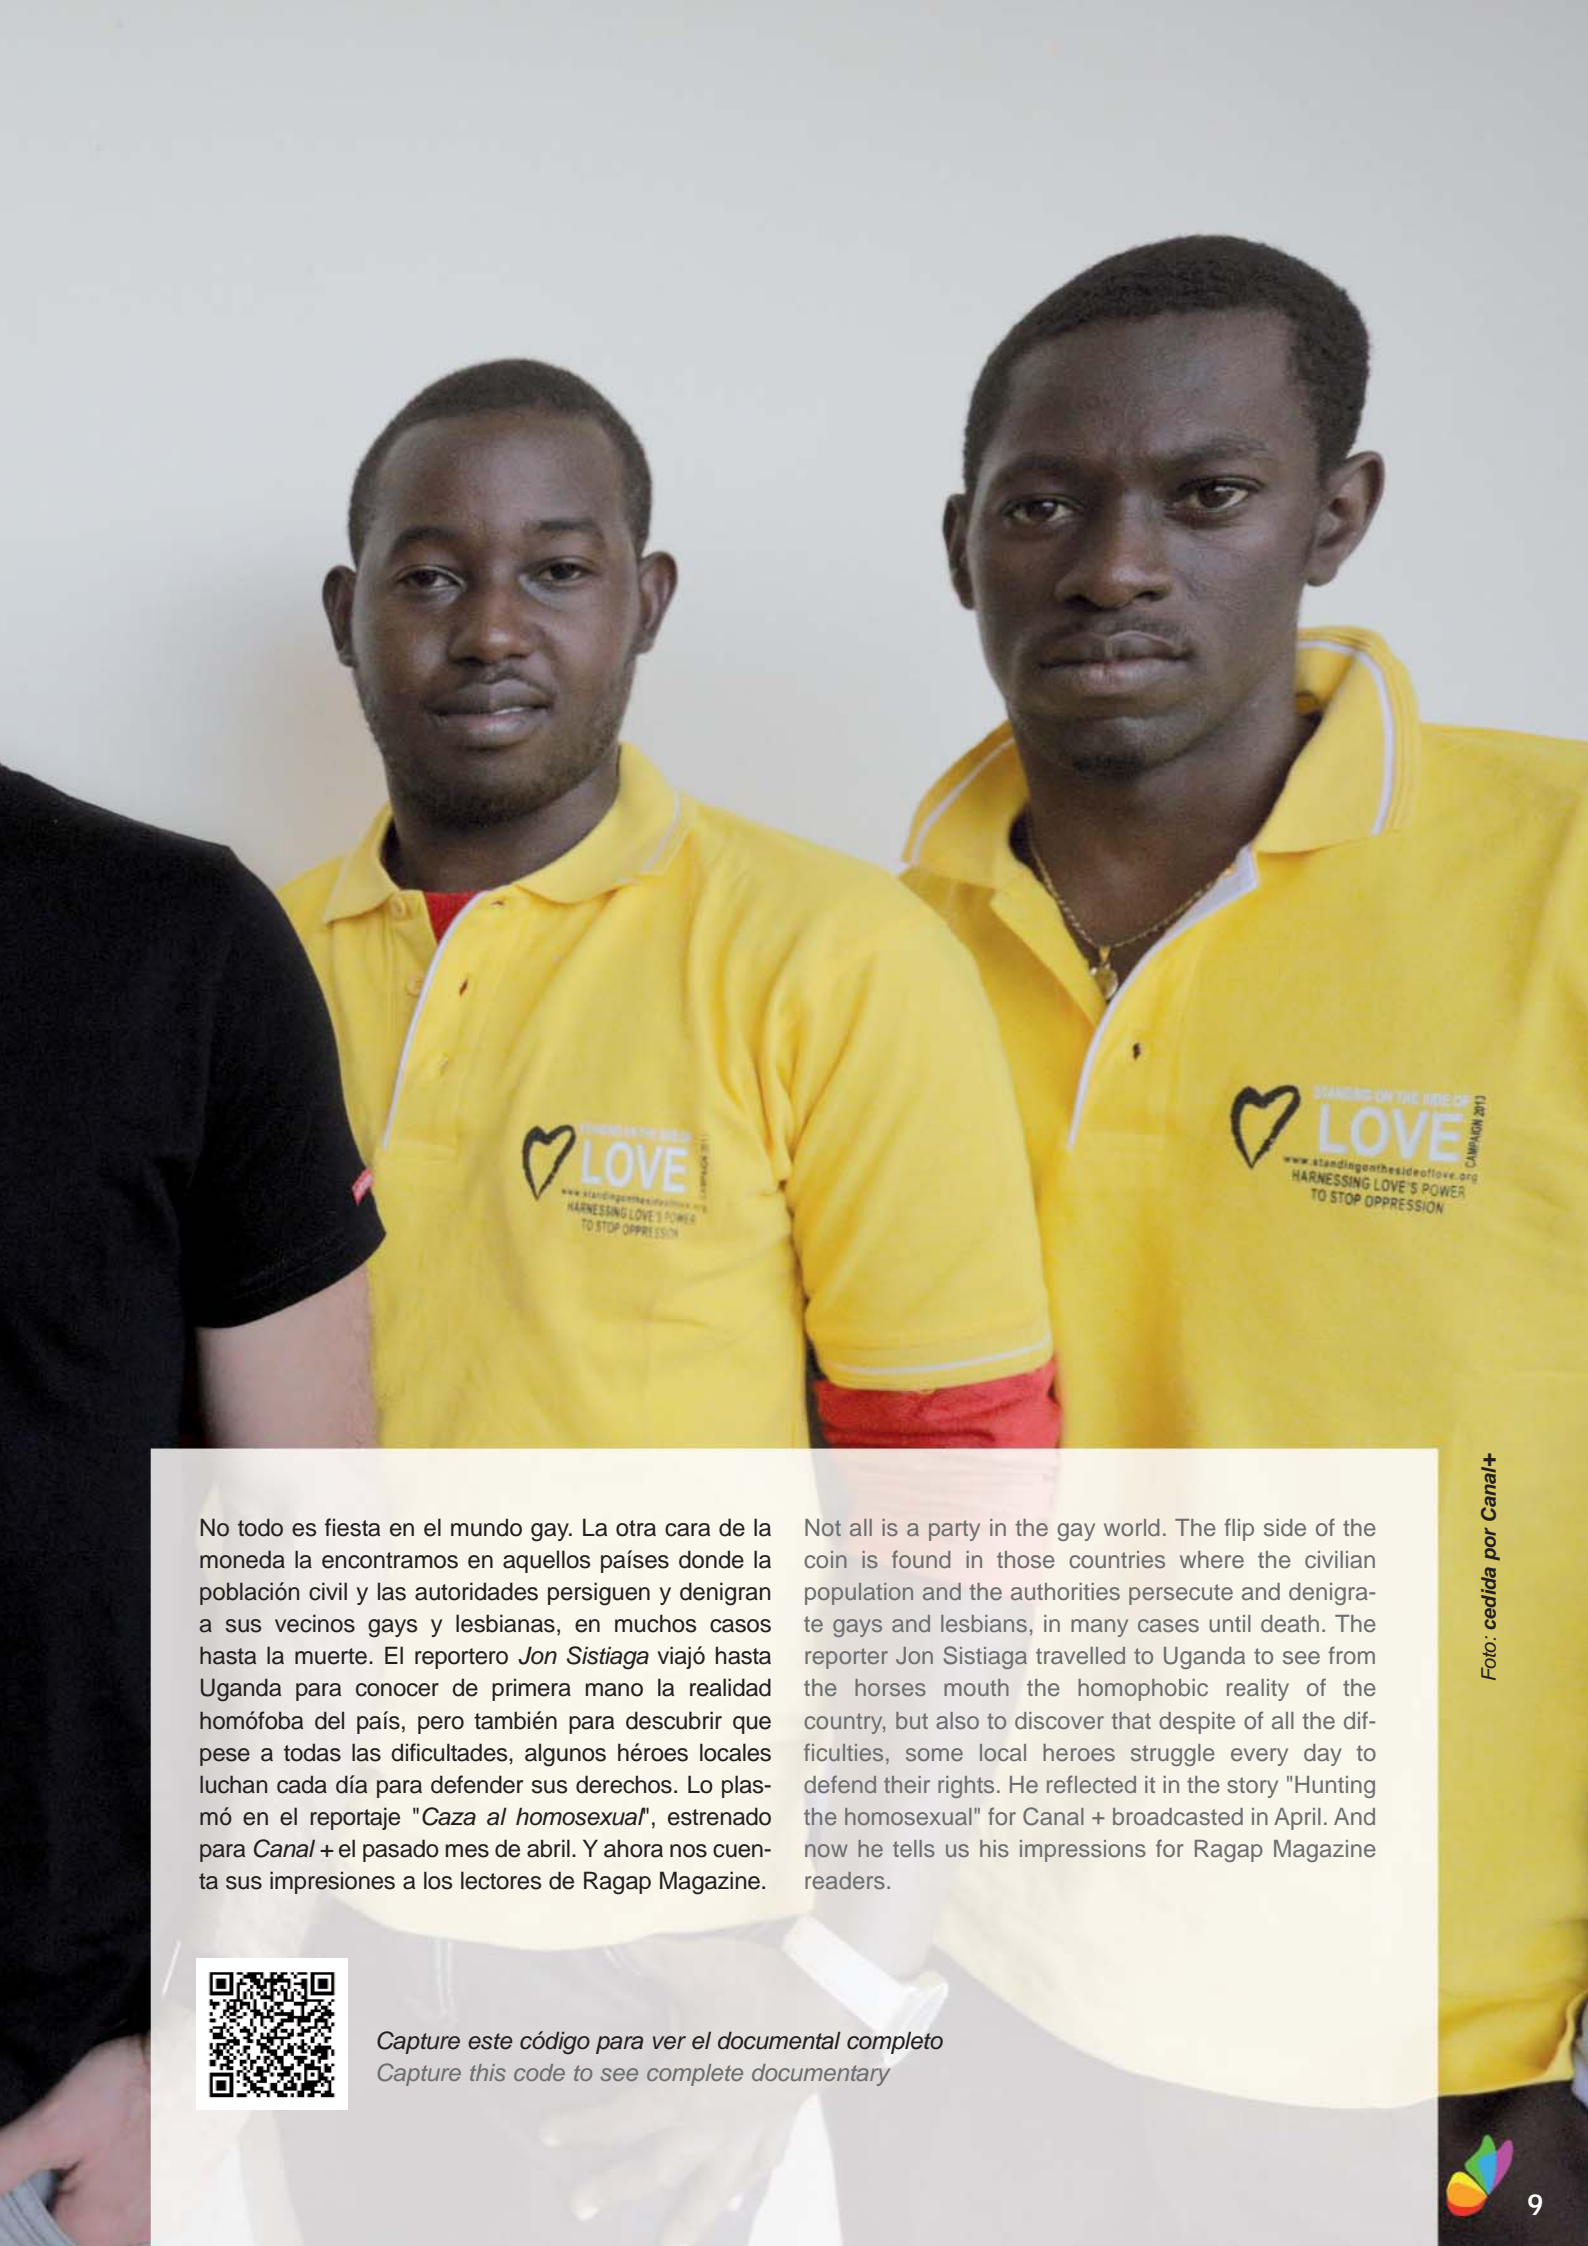 STANDING ON THE SIDE OF
LOVE
CAMPAIGN 2013
www.standingonthesideoflove.org
HARNESSING LOVE'S POWER
TO STOP OPPRESSION
STANDING ON THE SIDE OF
LOVE
CAMPAIGN 2013
www.standingonthesideoflove.org
HARNESSING LOVE'S POWER
TO STOP OPPRESSION
No todo es fiesta en el mundo gay. La otra cara de la
moneda la encontramos en aquellos países donde la
población civil y las autoridades persiguen y denigran
a sus vecinos gays y lesbianas, en muchos casos
hasta la muerte. El reportero Jon Sistiaga viajó hasta
Uganda para conocer de primera mano la realidad
homófoba del país, pero también para descubrir que
pese a todas las dificultades, algunos héroes locales
luchan cada día para defender sus derechos. Lo plas-
mó en el reportaje "Caza al homosexual", estrenado
para Canal + el pasado mes de abril. Y ahora nos cuen-
ta sus impresiones a los lectores de Ragap Magazine.
Not all is a party in the gay world. The flip side of the
coin is found in those countries where the civilian
population and the authorities persecute and denigra-
te gays and lesbians, in many cases until death. The
reporter Jon Sistiaga travelled to Uganda to see from
the horses mouth the homophobic reality of the
country, but also to discover that despite of all the dif-
ficulties, some local heroes struggle every day to
defend their rights. He reflected it in the story "Hunting
the homosexual" for Canal + broadcasted in April. And
now he tells us his impressions for Ragap Magazine
readers.
Foto: cedida por Canal+
Capture este código para ver el documental completo
Capture this code to see complete documentary
9